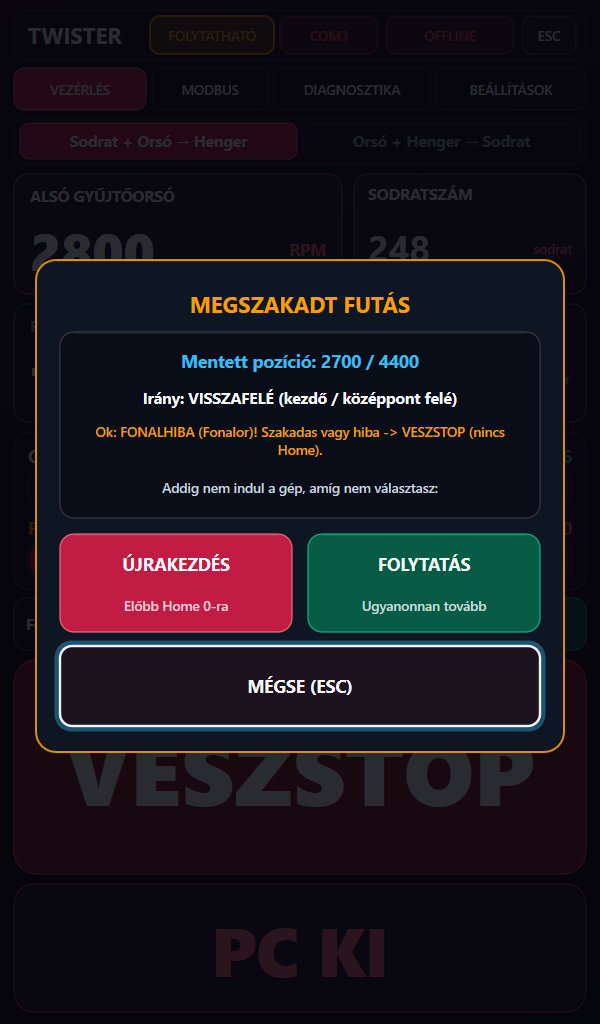 TWISTER
FOLYTATHATÓ
COM3
OFFLINE
ESC
VEZÉRLÉS
MODBUS
DIAGNOSZTIKA
BEÁLLÍTÁSOK
Sodrat + Orsó → Henger
Orsó + Henger → Sodrat
ALSÓ GYŰJTŐORSÓ
SODRATSZÁM
2800
RPM
248
sodrat
MEGSZAKADT FUTÁS
Mentett pozíció: 2700 / 4400
Irány: VISSZAFELÉ (kezdő / középpont felé)
Ok: FONALHIBA (Fonalor)! Szakadas vagy hiba -> VESZSTOP (nincs
Home).
Addig nem indul a gép, amíg nem választasz:
ÚJRAKEZDÉS
FOLYTATÁS
Előbb Home 0-ra
Ugyanonnan tovább
MÉGSE (ESC)
VESZSTOP
PC KI